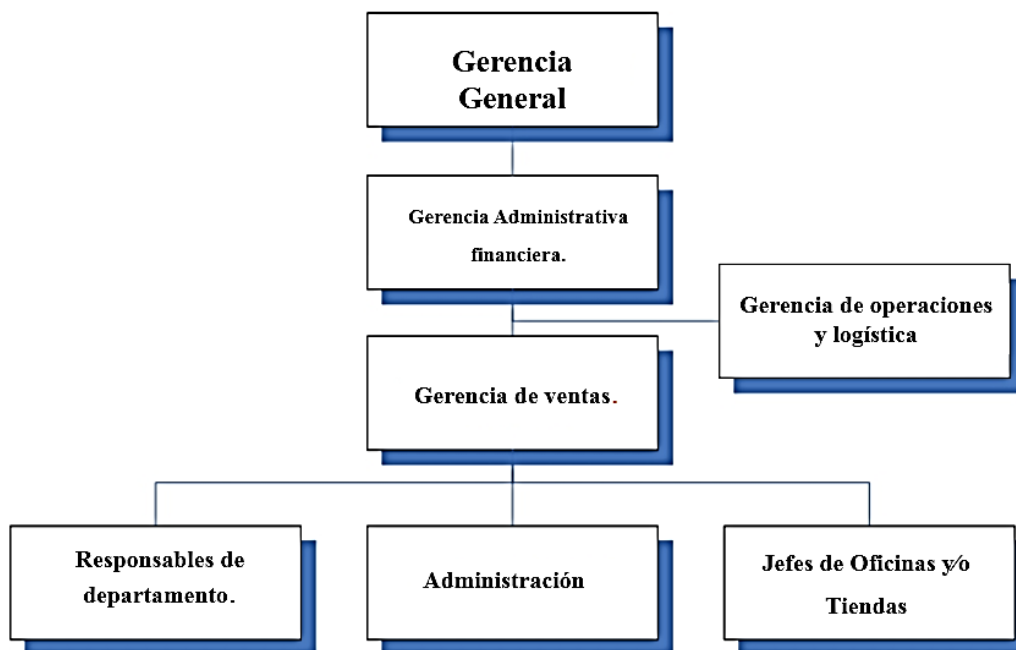 Gerencia
General
Gerencia Administrativa
financiera.
Gerencia de operaciones
y logística
Gerencia de ventas.
Responsables de
departamento.
Administración
Jefes de Oficinas y/o
Tiendas